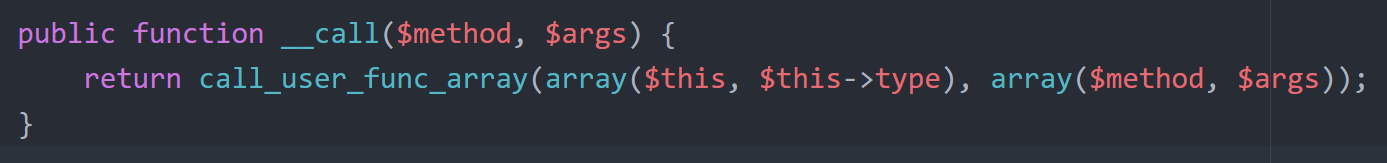 public function __call($method, $args) {
    return call_user_func_array(array($this, $this->type), array($method, $args));
}